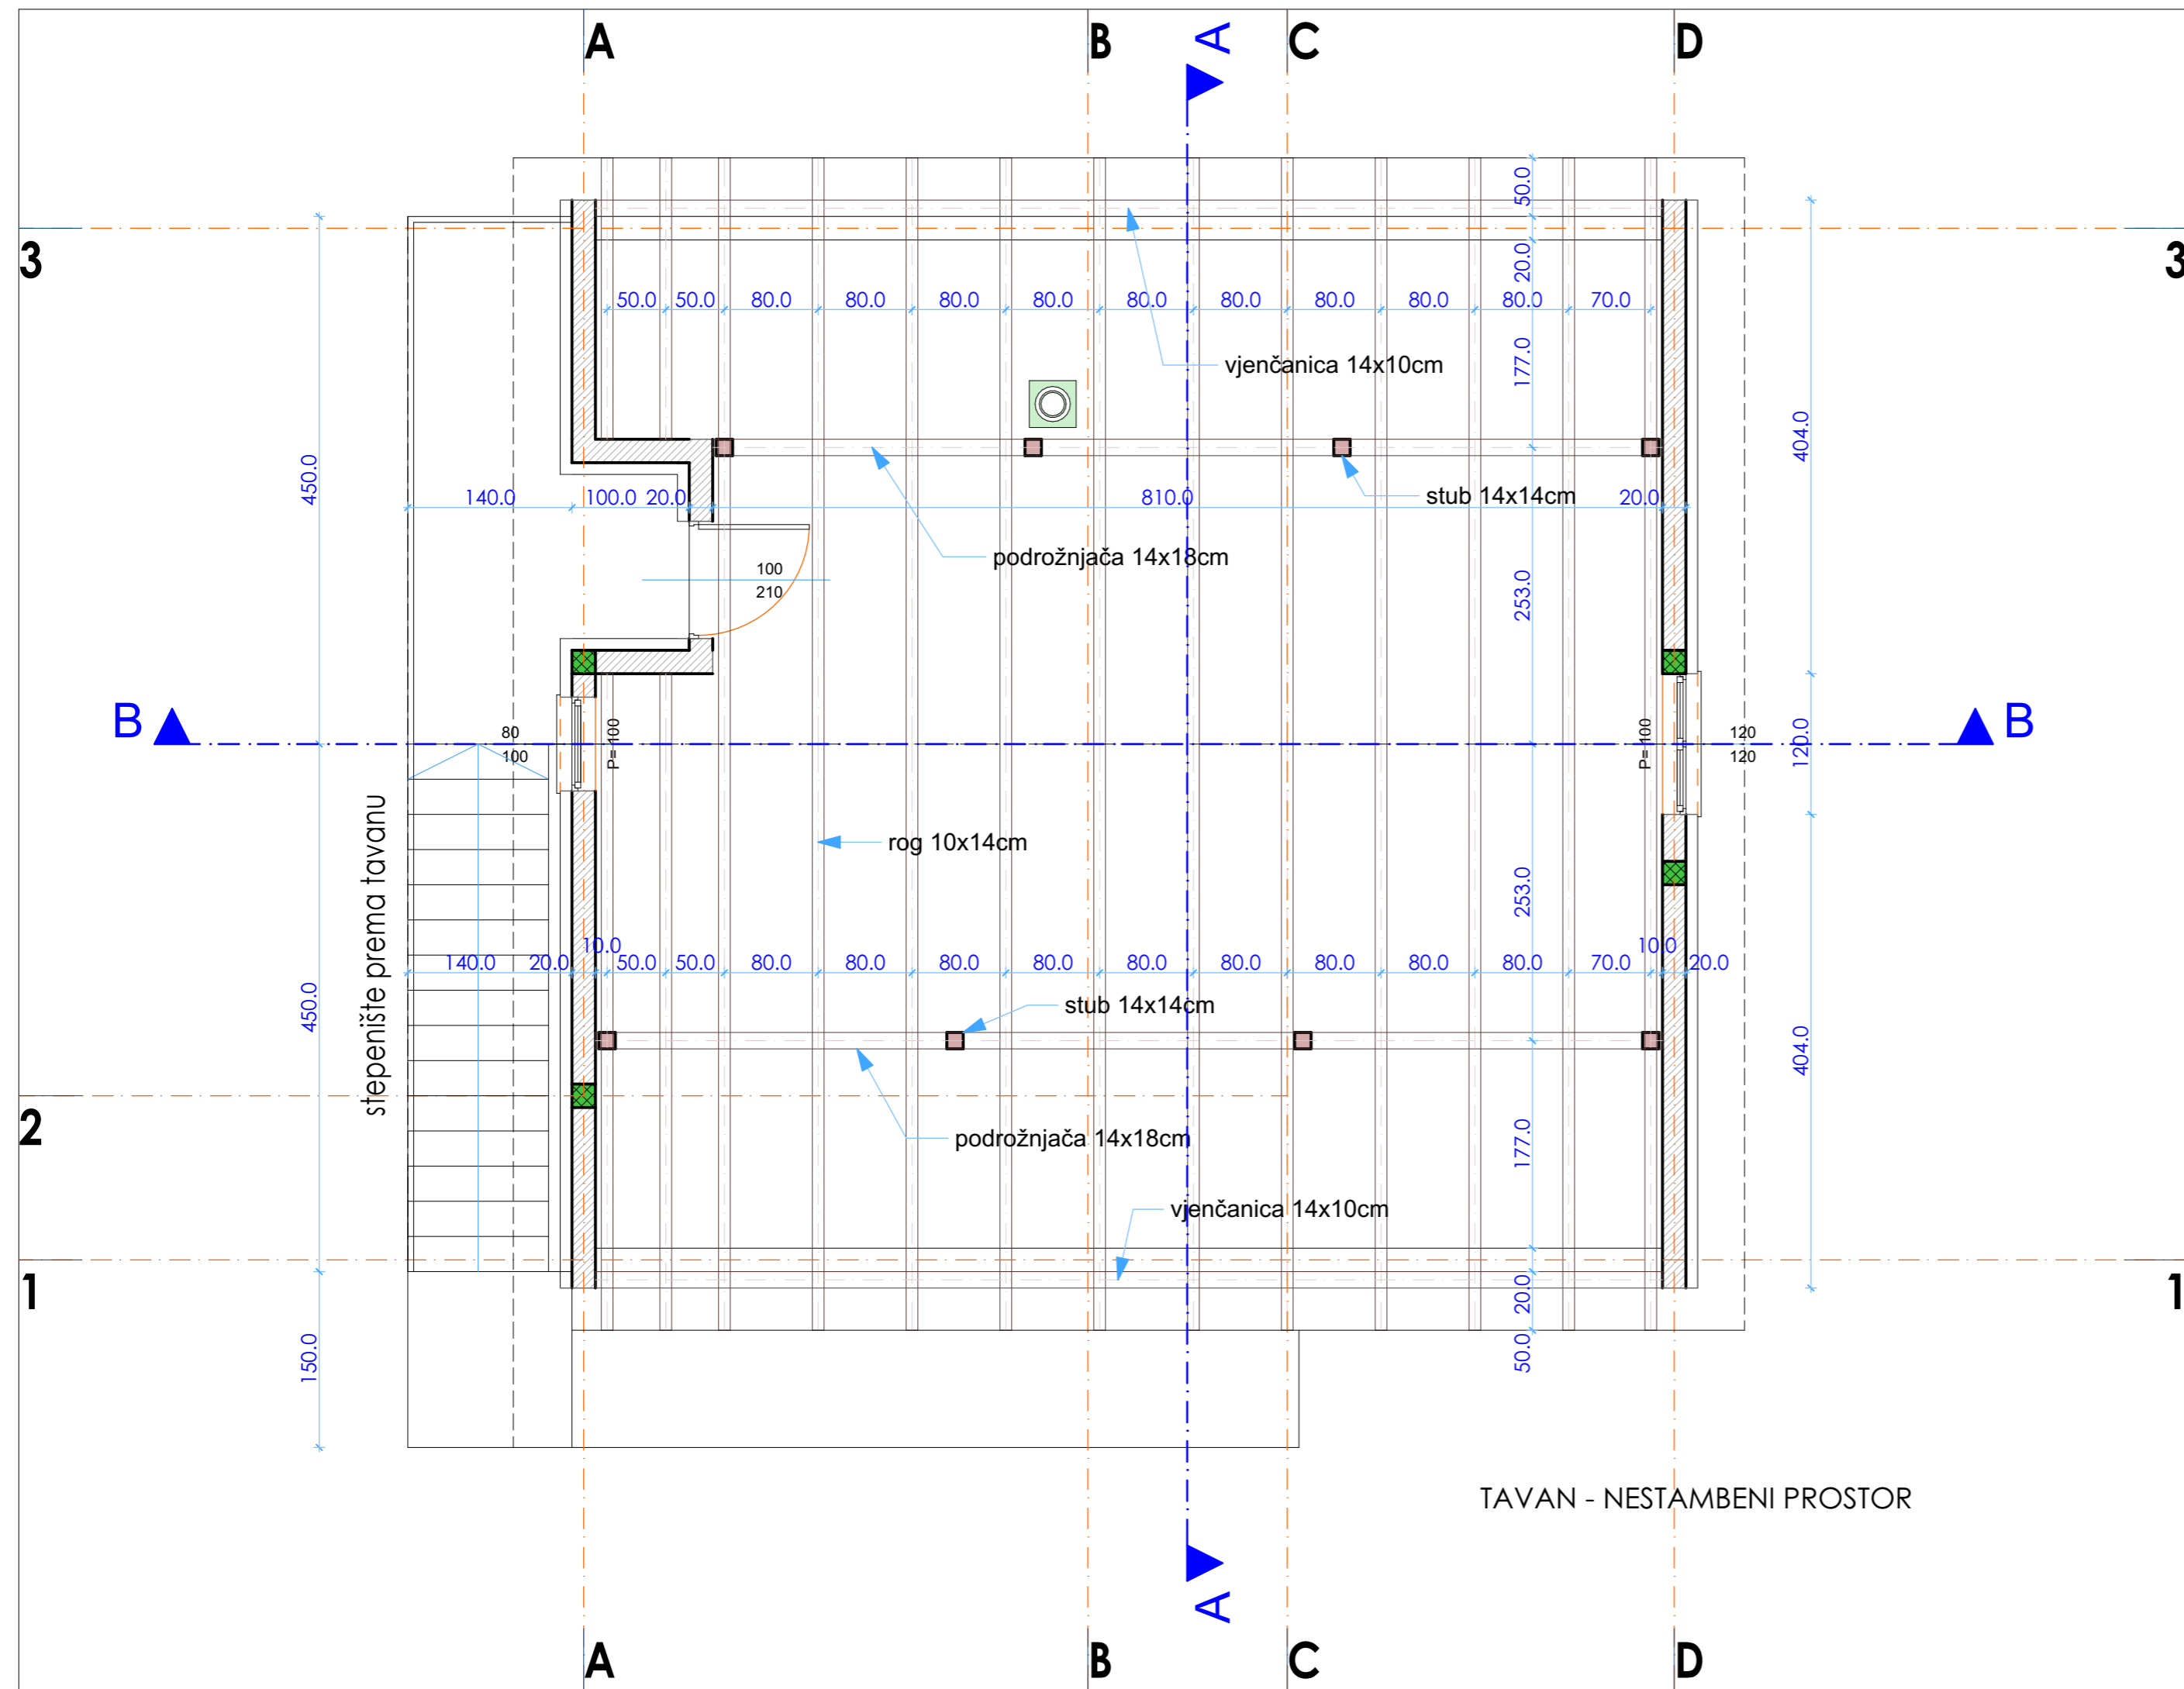 A B A C D
3 3
50.0
20.0
50.0 50.0 80.0 80.0 80.0 80.0 80.0 80.0 80.0 80.0 80.0 70.0
177.0
vjenčanica 14x10cm
404.0
450.0
140.0 100.0 20.0 810.0 stub 14x14cm 20.0
podrožnjača 14x18cm
100
210
253.0
B 80 P=100 P=100 120 B
100 120
120.0
stepenište prema tavanu
rog 10x14cm
253.0
140.0 20.0 10.0 50.0 50.0 80.0 80.0 80.0 80.0 80.0 80.0 80.0 80.0 80.0 70.0 10.0 20.0
450.0
stub 14x14cm
404.0
2
podrožnjača 14x18cm
177.0
vjenčanica 14x10cm
1 1
20.0
150.0
50.0
TAVAN - NESTAMBENI PROSTOR
A B A C D